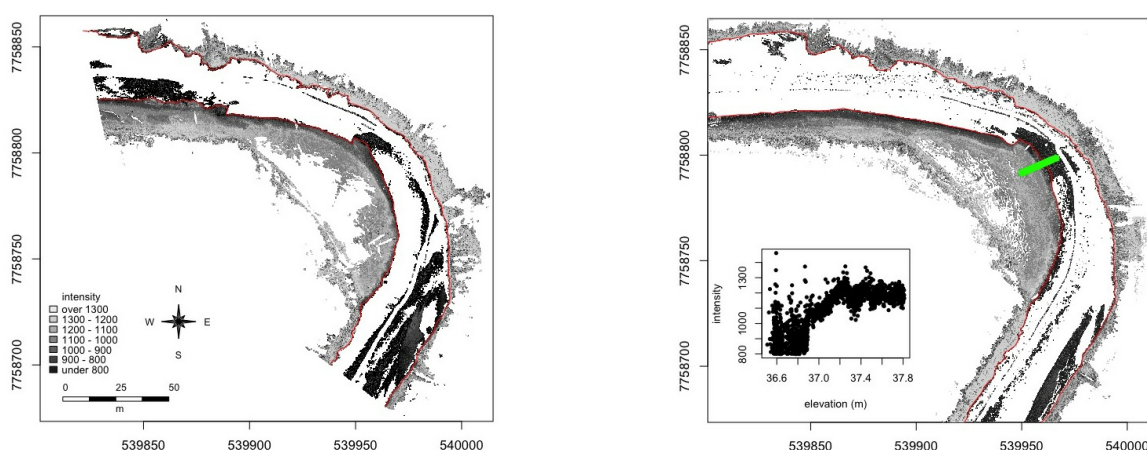 7758850
7758800
7758750
7758700
intensity
over 1300
1300 - 1200
1200 - 1100
1100 - 1000
1000 - 900
900 - 800
under 800
N
W E
S
0 25 50
m
539850 539900 539950 540000
7758850
7758800
7758750
7758700
intensity
800 1000 1300
36.6 37.0 37.4 37.8
elevation (m)
539850 539900 539950 540000